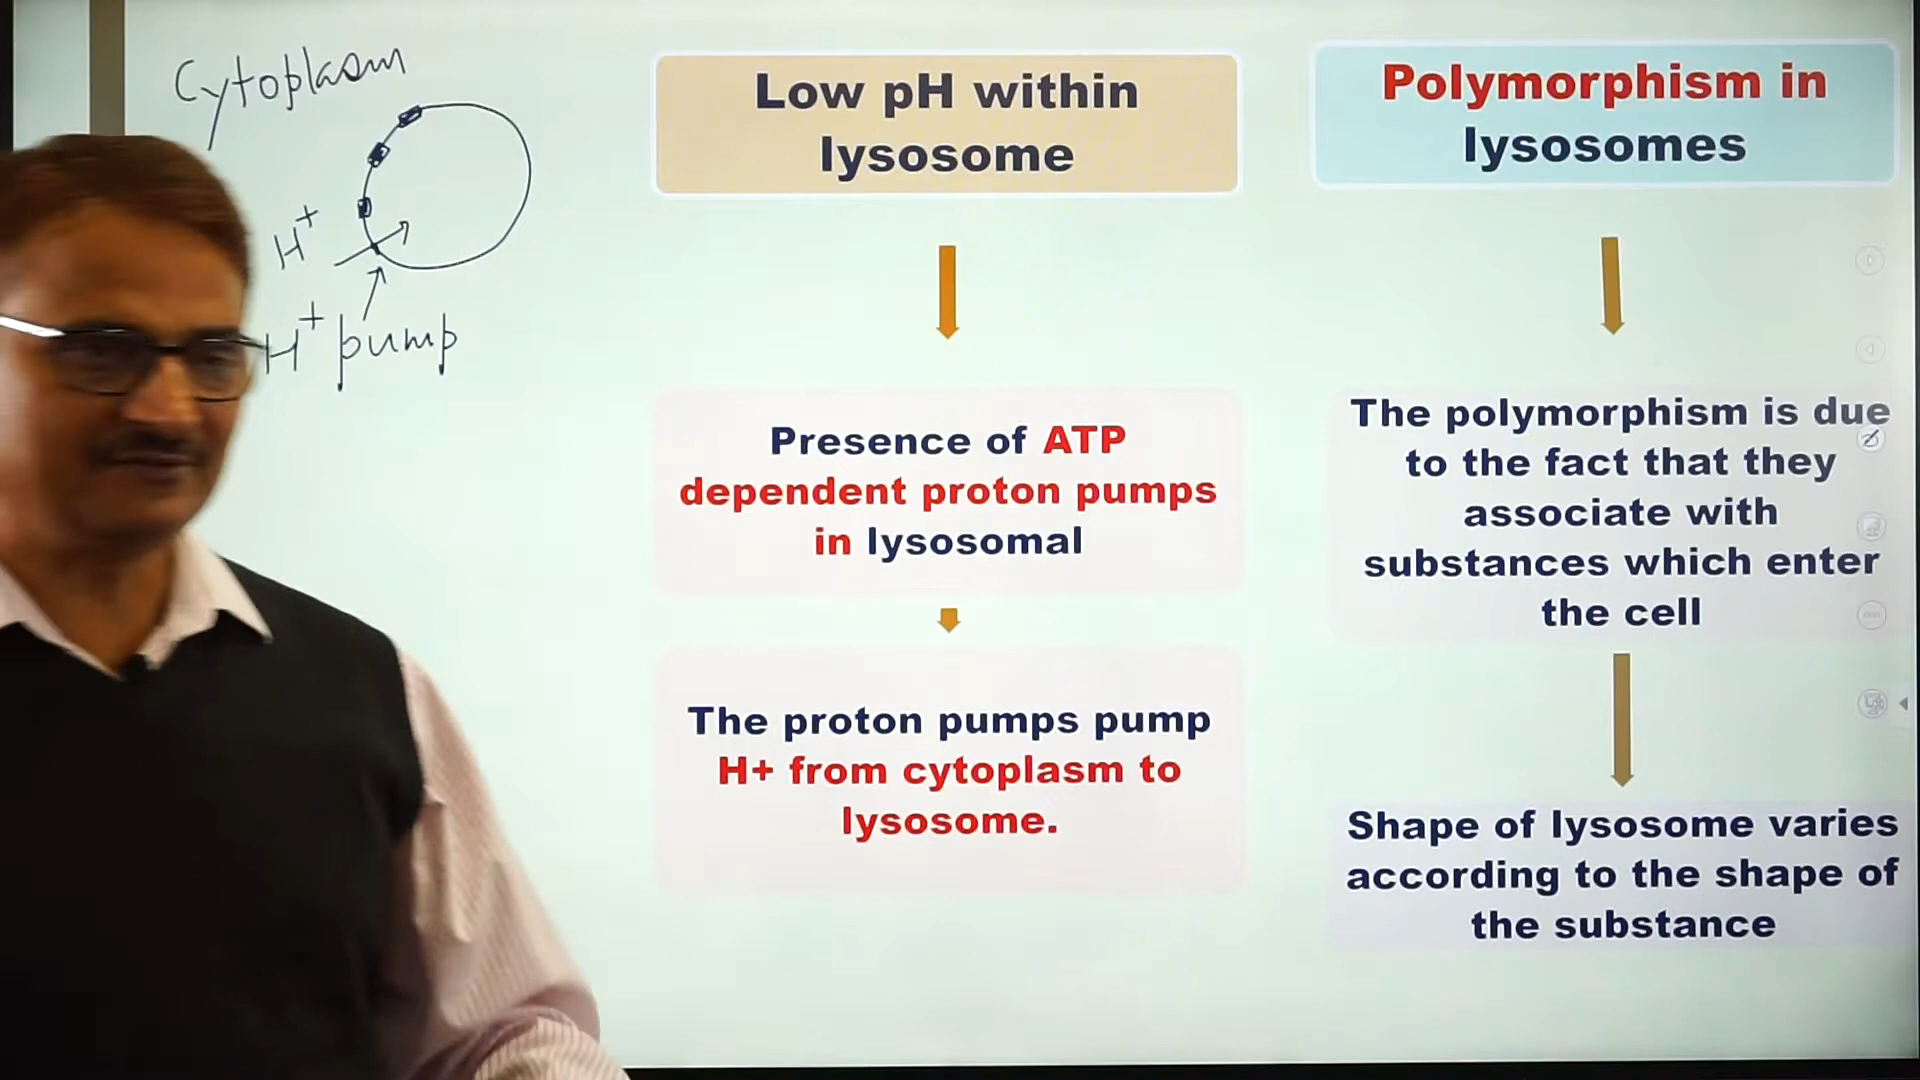 Cytoplasm
H+
H+ pump
Low pH within
lysosome
Presence of ATP
dependent proton pumps
in lysosomal
The proton pumps pump
H+ from cytoplasm to
lysosome.
Polymorphism in
lysosomes
The polymorphism is due
to the fact that they
associate with
substances which enter
the cell
Shape of lysosome varies
according to the shape of
the substance